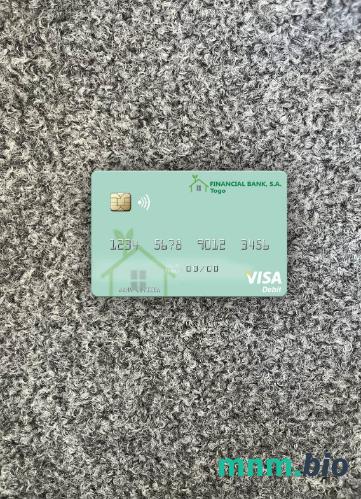 FINANCIAL BANK, S.A.
Togo
1234 5678 9012 3456
03/00
VISA
Debit
mnm.bio